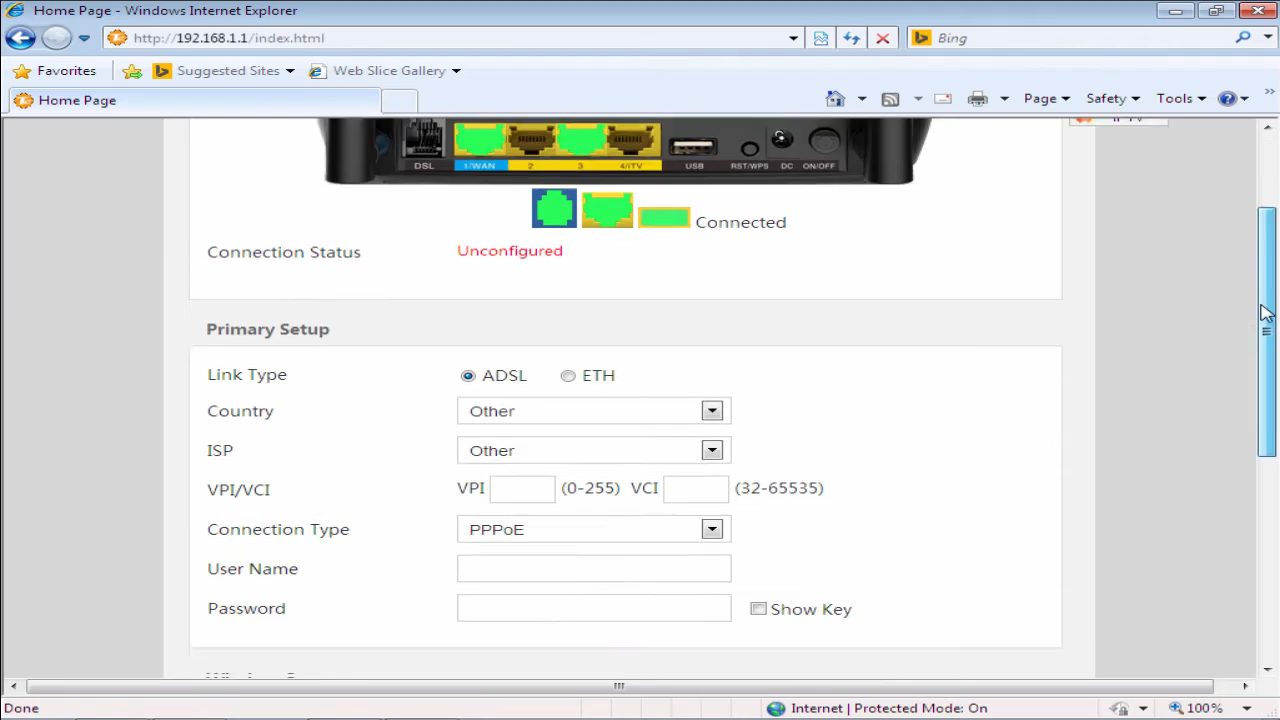 Home Page - Windows Internet Explorer
http://192.168.1.1/index.html
Bing
Favorites
Suggested Sites
Web Slice Gallery
Home Page
Page
Safety
Tools
DSL
1/WAN
2
3
4/iTV
USB
RST/WPS
DC
ON/OFF
Connected
Connection Status
Unconfigured
Primary Setup
Link Type
ADSL
ETH
Country
Other
ISP
Other
VPI/VCI
VPI
(0-255)
VCI
(32-65535)
Connection Type
PPPoE
User Name
Password
Show Key
Done
Internet | Protected Mode: On
100%